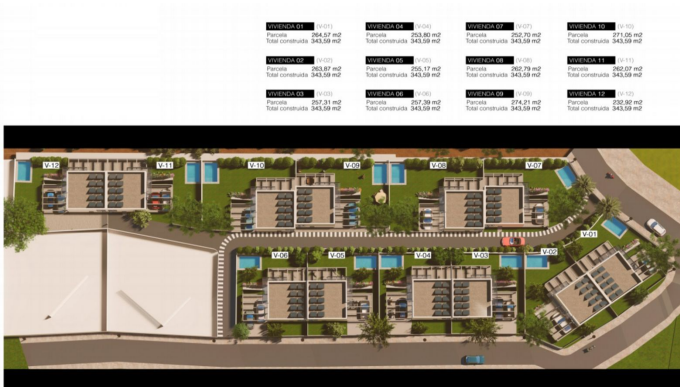 VIVIENDA 01 (V-01)
Parcela 264,57 m2
Total construida 343,59 m2
VIVIENDA 02 (V-02)
Parcela 263,87 m2
Total construida 343,59 m2
VIVIENDA 03 (V-03)
Parcela 257,31 m2
Total construida 343,59 m2
VIVIENDA 04 (V-04)
Parcela 253,80 m2
Total construida 343,59 m2
VIVIENDA 05 (V-05)
Parcela 255,17 m2
Total construida 343,59 m2
VIVIENDA 06 (V-06)
Parcela 257,39 m2
Total construida 343,59 m2
VIVIENDA 07 (V-07)
Parcela 252,70 m2
Total construida 343,59 m2
VIVIENDA 08 (V-08)
Parcela 262,79 m2
Total construida 343,59 m2
VIVIENDA 09 (V-09)
Parcela 274,21 m2
Total construida 343,59 m2
VIVIENDA 10 (V-10)
Parcela 271,05 m2
Total construida 343,59 m2
VIVIENDA 11 (V-11)
Parcela 262,07 m2
Total construida 343,59 m2
VIVIENDA 12 (V-12)
Parcela 232,92 m2
Total construida 343,59 m2
V-12
V-11
V-10
V-09
V-08
V-07
V-01
V-06
V-05
V-04
V-03
V-02